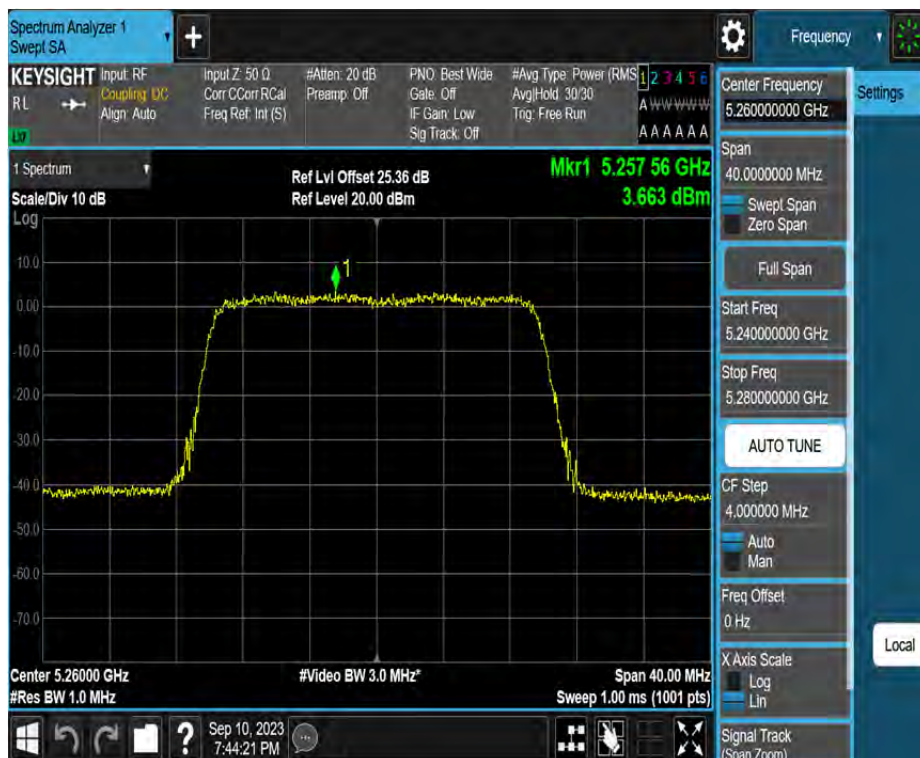 Spectrum Analyzer 1
Swept SA
+
Frequency
KEYSIGHT
RL
LXI
Input: RF
Coupling: DC
Align: Auto
Input Z: 50 Ω
Corr CCorr RCal
Freq Ref: Int (S)
#Atten: 20 dB
Preamp: Off
PNO: Best Wide
Gate: Off
IF Gain: Low
Sig Track: Off
#Avg Type: Power (RMS
Avg|Hold: 30/30
Trig: Free Run
1 2 3 4 5 6
A W W W W W
A A A A A A
1 Spectrum
Scale/Div 10 dB
Log
Ref Lvl Offset 25.36 dB
Ref Level 20.00 dBm
Mkr1 5.257 56 GHz
3.663 dBm
1
10.0
0.00
-10.0
-20.0
-30.0
-40.0
-50.0
-60.0
-70.0
Center 5.26000 GHz
#Res BW 1.0 MHz
#Video BW 3.0 MHz*
Span 40.00 MHz
Sweep 1.00 ms (1001 pts)
?
Sep 10, 2023
7:44:21 PM
Center Frequency
5.260000000 GHz
Span
40.0000000 MHz
Swept Span
Zero Span
Full Span
Start Freq
5.240000000 GHz
Stop Freq
5.280000000 GHz
AUTO TUNE
CF Step
4.000000 MHz
Auto
Man
Freq Offset
0 Hz
X Axis Scale
Log
Lin
Signal Track
(Span Zoom)
Settings
Local